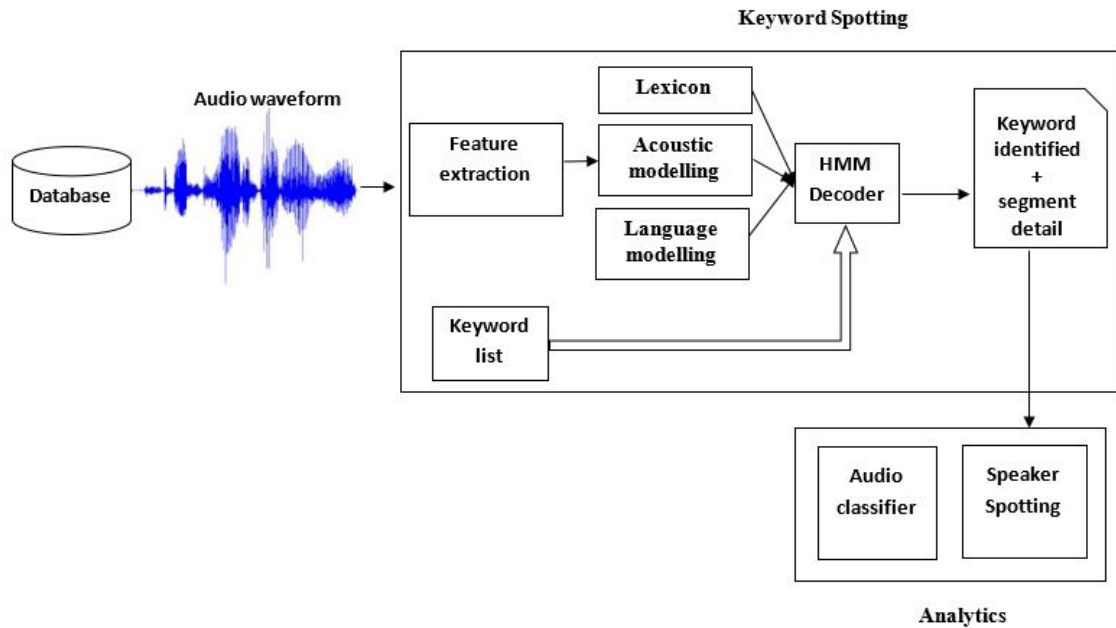 Keyword Spotting
Audio waveform
Database
Feature
extraction
Lexicon
Acoustic
modelling
Language
modelling
HMM
Decoder
Keyword
identified
+
segment
detail
Keyword
list
Audio
classifier
Speaker
Spotting
Analytics